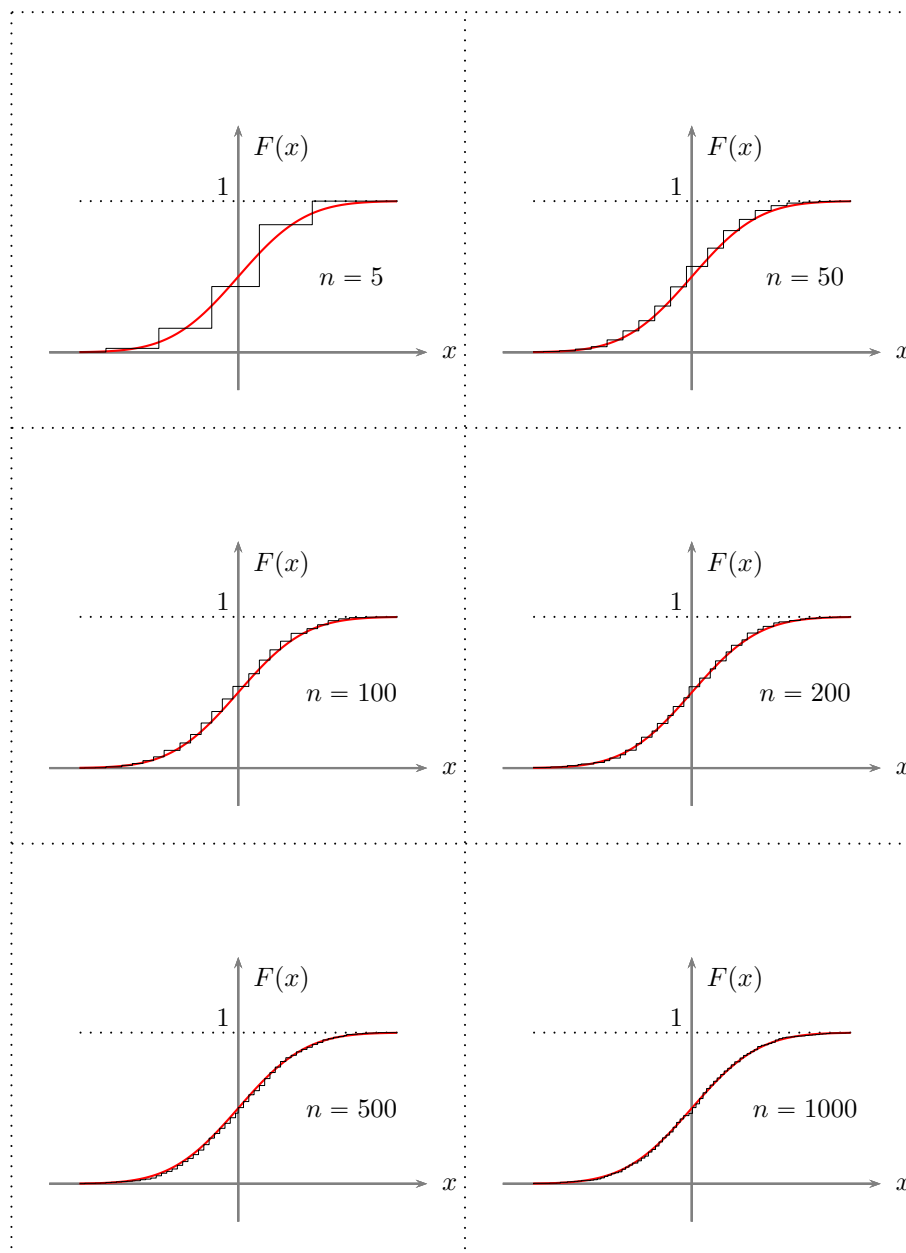 F(x)
1
n = 5
x
F(x)
1
n = 50
x
F(x)
1
n = 100
x
F(x)
1
n = 200
x
F(x)
1
n = 500
x
F(x)
1
n = 1000
x